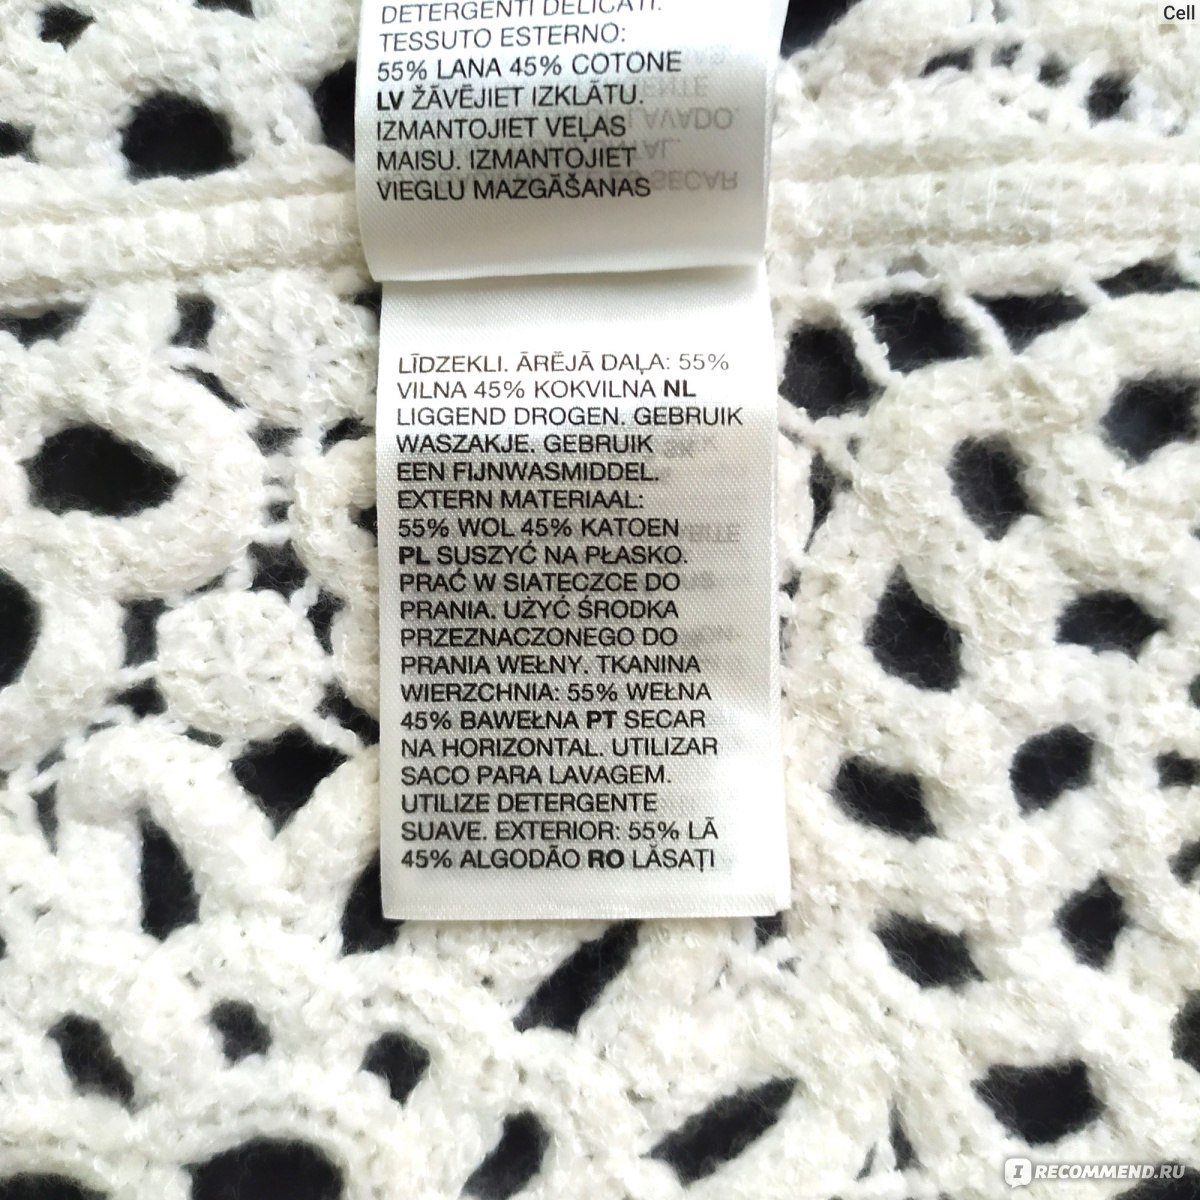 Cell
DETERGENTI DELICATI.
TESSUTO ESTERNO:
55% LANA 45% COTONE
LV ŽĀVĒJIET IZKLĀTU.
IZMANTOJIET VEĻAS
MAISU. IZMANTOJIET
VIEGLU MAZGĀŠANAS
LĪDZEKLI. ĀRĒJĀ DAĻA: 55%
VILNA 45% KOKVILNA NL
LIGGEND DROGEN. GEBRUIK
WASZAKJE. GEBRUIK
EEN FIJNWASMIDDEL.
EXTERN MATERIAAL:
55% WOL 45% KATOEN
PL SUSZYĆ NA PŁASKO.
PRAĆ W SIATECZCE DO
PRANIA. UŻYĆ ŚRODKA
PRZEZNACZONEGO DO
PRANIA WEŁNY. TKANINA
WIERZCHNIA: 55% WEŁNA
45% BAWEŁNA PT SECAR
NA HORIZONTAL. UTILIZAR
SACO PARA LAVAGEM.
UTILIZE DETERGENTE
SUAVE. EXTERIOR: 55% LÃ
45% ALGODÃO RO LĂSAȚI
IRECOMMEND.RU